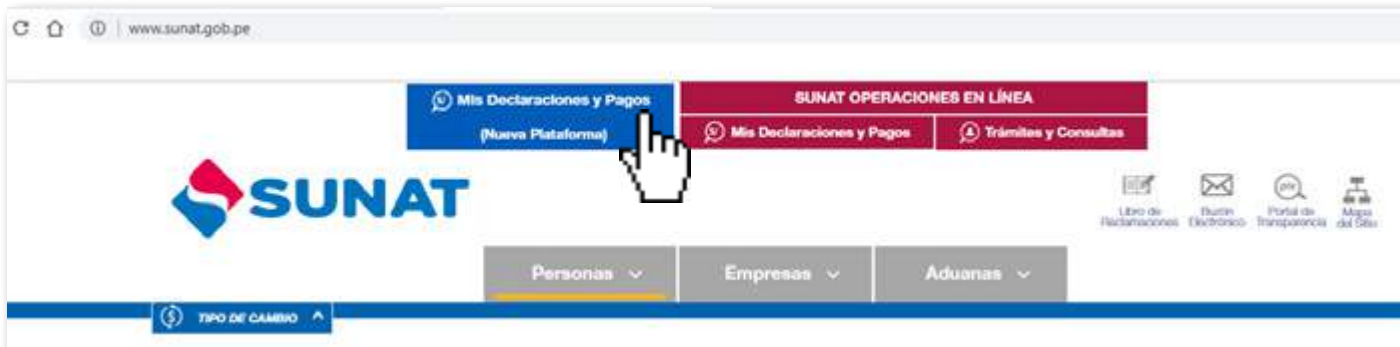 www.sunat.gob.pe
Mis Declaraciones y Pagos
(Nueva Plataforma)
SUNAT OPERACIONES EN LÍNEA
Mis Declaraciones y Pagos
Trámites y Consultas
SUNAT
Libro de
Reclamaciones
Buzón
Electrónico
Portal de
Transparencia
Mapa
del Sitio
Personas
Empresas
Aduanas
TIPO DE CAMBIO